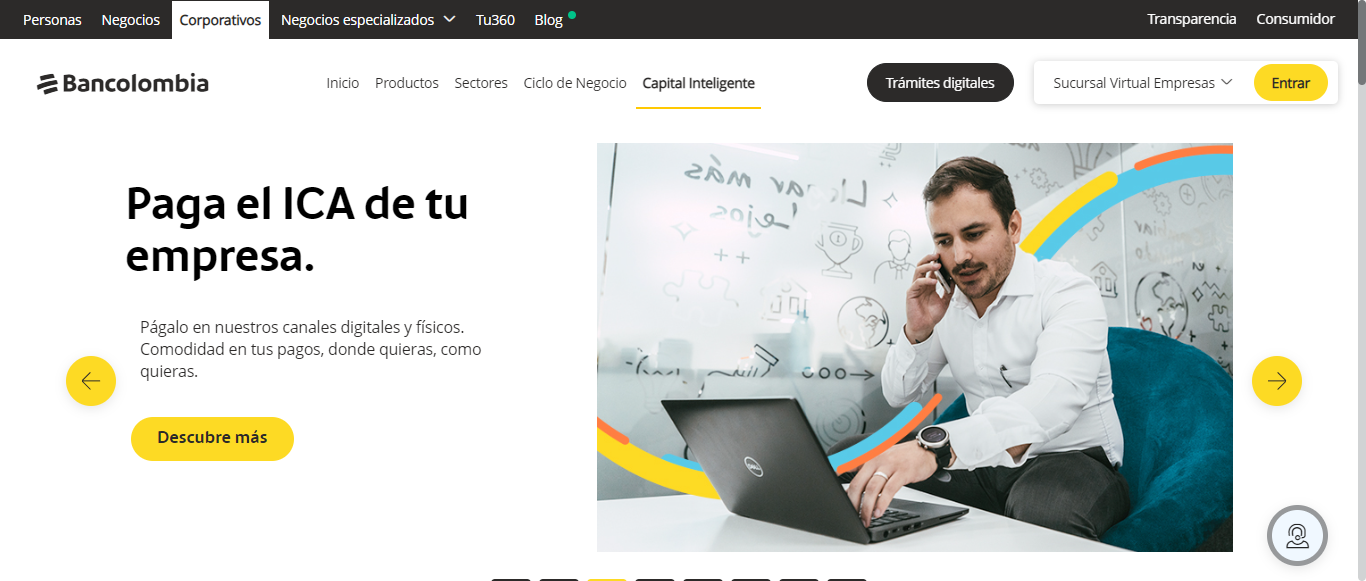 Personas Negocios Corporativos Negocios especializados Tu360 Blog Transparencia Consumidor
Bancolombia Inicio Productos Sectores Ciclo de Negocio Capital Inteligente Trámites digitales Sucursal Virtual Empresas Entrar
Paga el ICA de tu
empresa.
Págalo en nuestros canales digitales y físicos.
Comodidad en tus pagos, donde quieras, como
quieras.
Descubre más
Llegar más
lejos
DELL